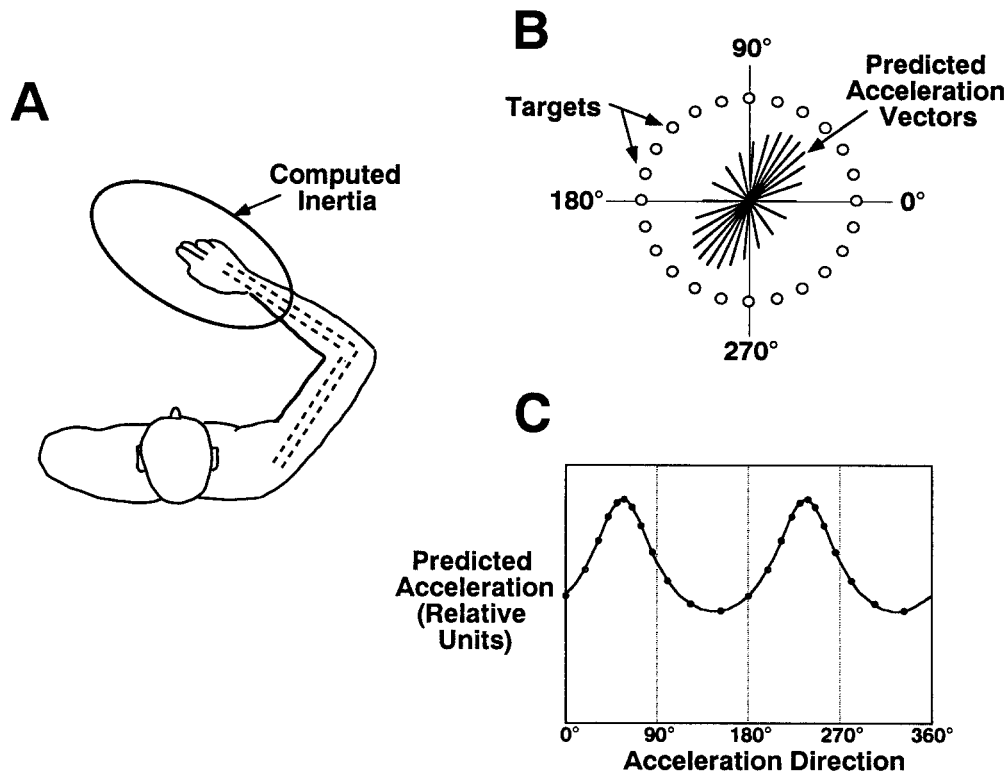 A
Computed
Inertia
B
90°
Targets
Predicted
Acceleration
Vectors
180°
0°
270°
C
Predicted
Acceleration
(Relative
Units)
0°
90°
180°
270°
360°
Acceleration Direction